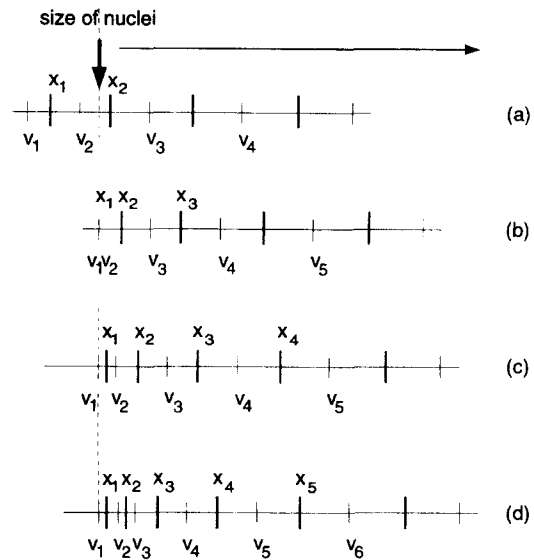 size of nuclei
x₁ x₂
(a)
v₁ v₂ v₃ v₄
x₁ x₂ x₃
(b)
v₁ v₂ v₃ v₄ v₅
x₁ x₂ x₃ x₄
(c)
v₁ v₂ v₃ v₄ v₅
x₁ x₂ x₃ x₄ x₅
(d)
v₁ v₂ v₃ v₄ v₅ v₆